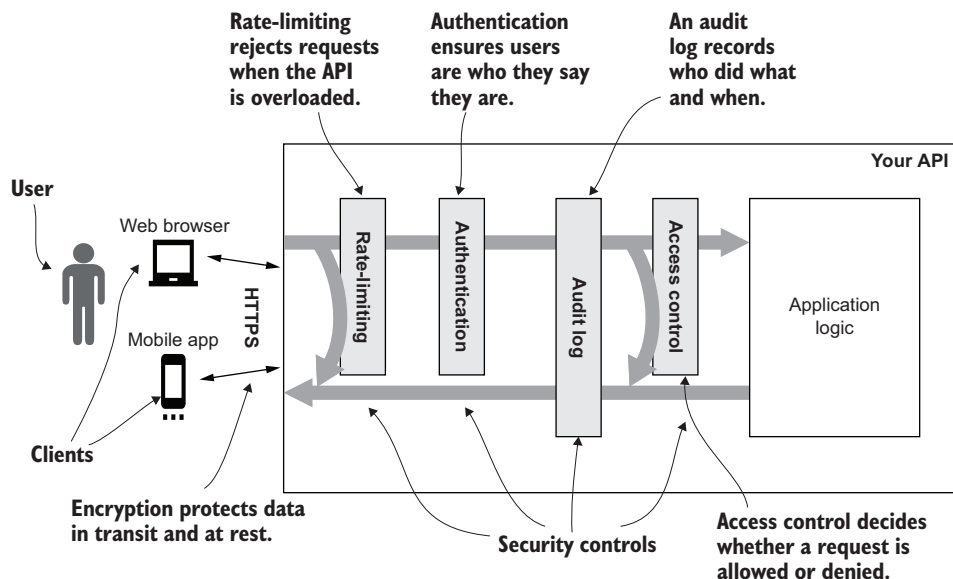 Rate-limiting
rejects requests
when the API
is overloaded.
Authentication
ensures users
are who they say
they are.
An audit
log records
who did what
and when.
Your API
User
Web browser
Mobile app
HTTPS
Rate-limiting
Authentication
Audit log
Access control
Application
logic
Clients
Encryption protects data
in transit and at rest.
Security controls
Access control decides
whether a request is
allowed or denied.